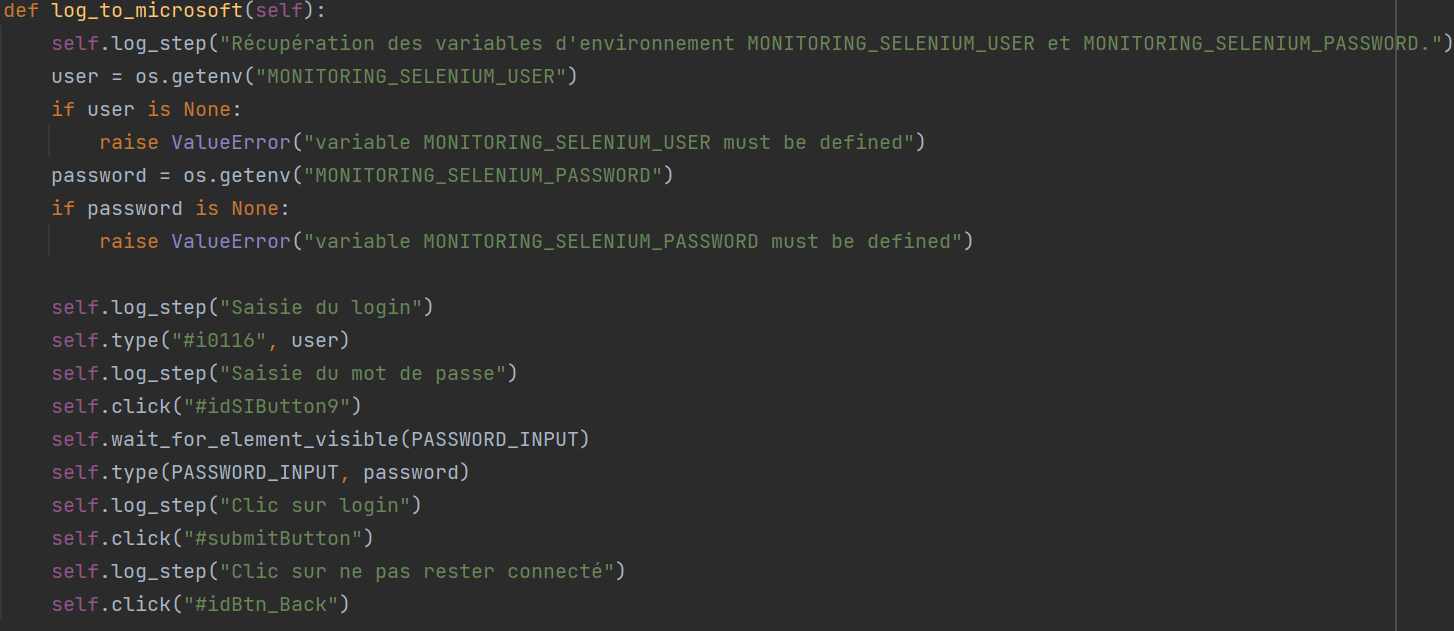 def log_to_microsoft(self):
    self.log_step("Récupération des variables d'environnement MONITORING_SELENIUM_USER et MONITORING_SELENIUM_PASSWORD.")
    user = os.getenv("MONITORING_SELENIUM_USER")
    if user is None:
        raise ValueError("variable MONITORING_SELENIUM_USER must be defined")
    password = os.getenv("MONITORING_SELENIUM_PASSWORD")
    if password is None:
        raise ValueError("variable MONITORING_SELENIUM_PASSWORD must be defined")

    self.log_step("Saisie du login")
    self.type("#i0116", user)
    self.log_step("Saisie du mot de passe")
    self.click("#idSIButton9")
    self.wait_for_element_visible(PASSWORD_INPUT)
    self.type(PASSWORD_INPUT, password)
    self.log_step("Clic sur login")
    self.click("#submitButton")
    self.log_step("Clic sur ne pas rester connecté")
    self.click("#idBtn_Back")